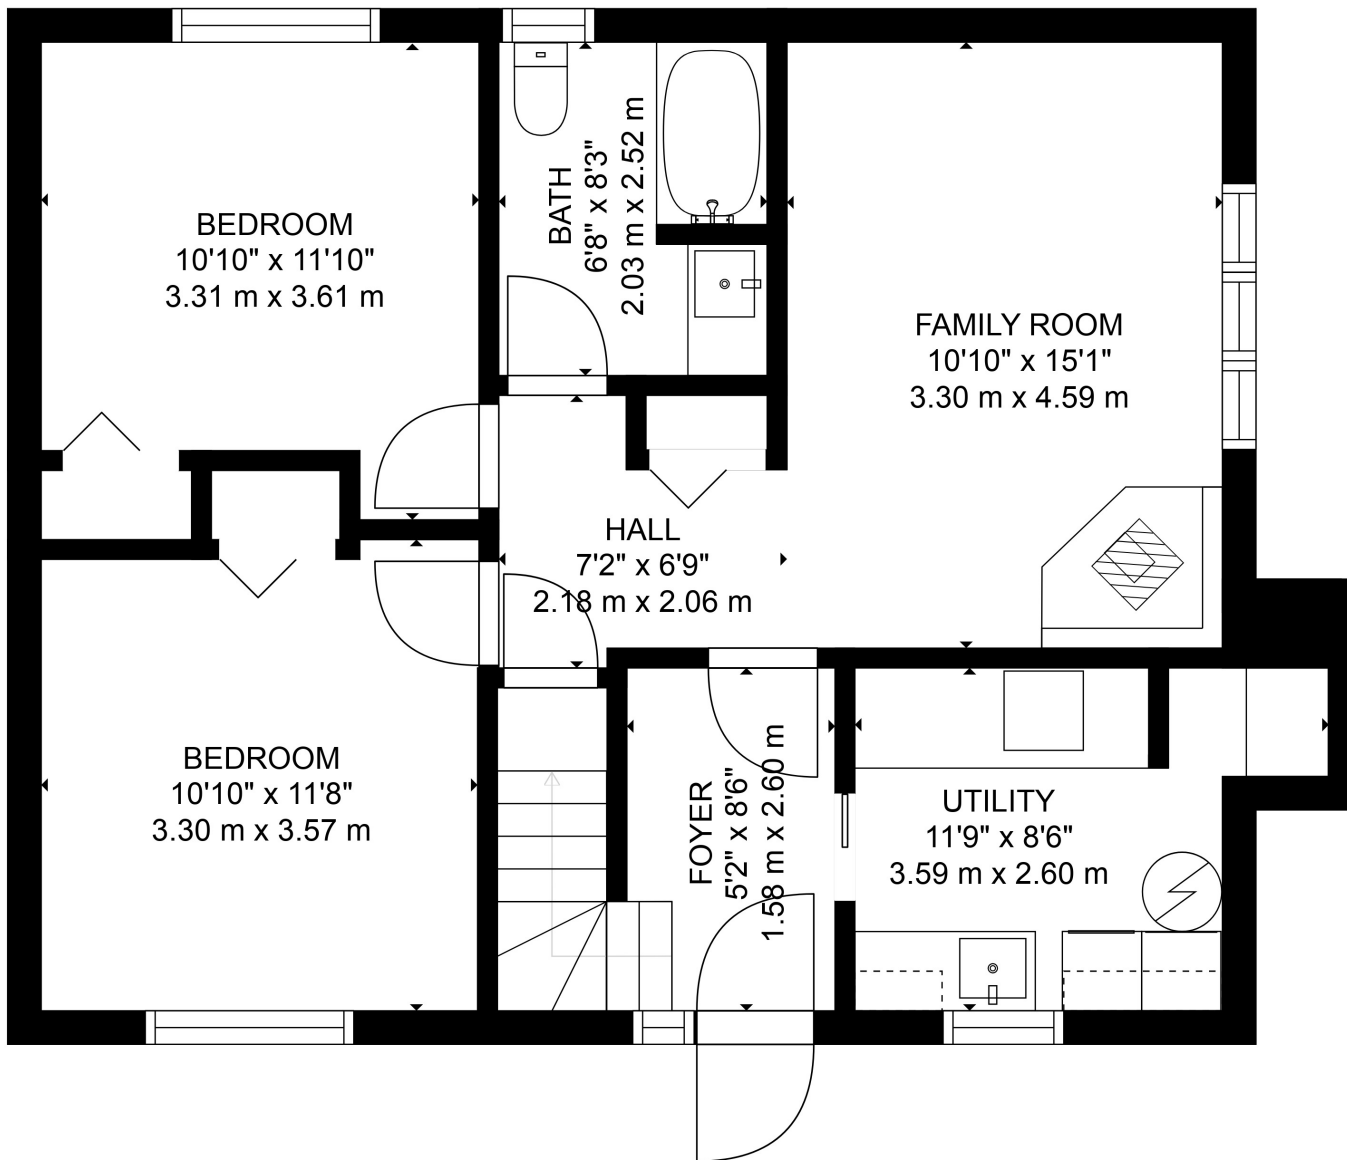 BEDROOM
10'10" x 11'10"
3.31 m x 3.61 m
BATH
6'8" x 8'3"
2.03 m x 2.52 m
FAMILY ROOM
10'10" x 15'1"
3.30 m x 4.59 m
HALL
7'2" x 6'9"
2.18 m x 2.06 m
BEDROOM
10'10" x 11'8"
3.30 m x 3.57 m
FOYER
5'2" x 8'6"
1.58 m x 2.60 m
UTILITY
11'9" x 8'6"
3.59 m x 2.60 m